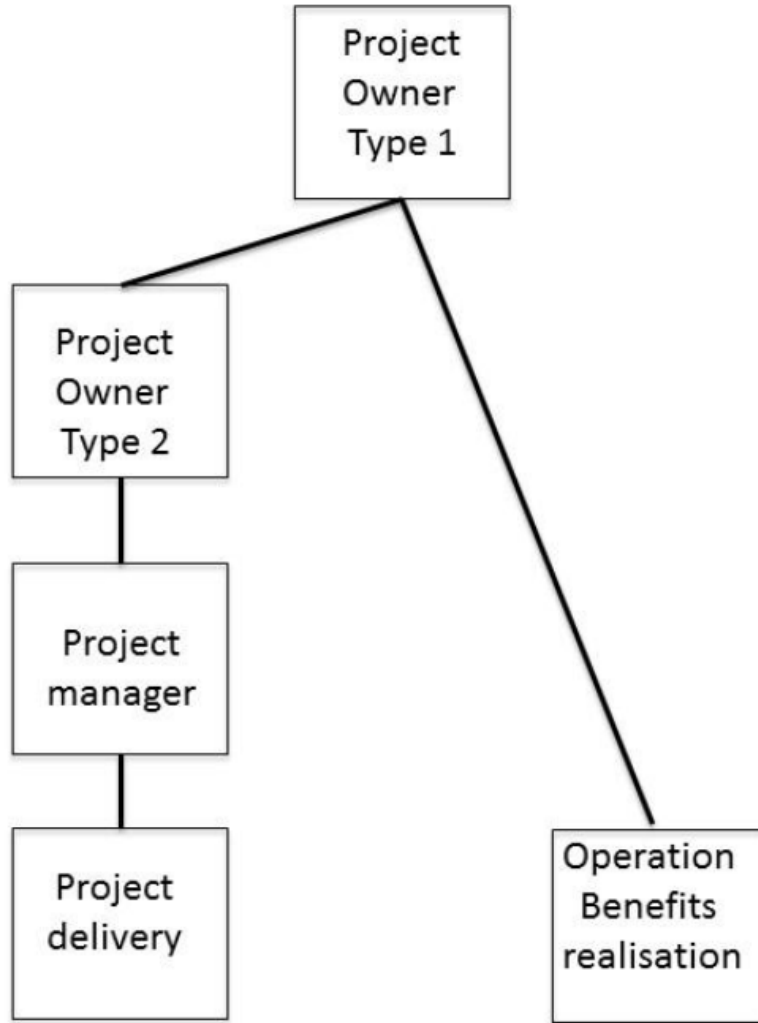 Project
Owner
Type 1
Project
Owner
Type 2
Project
manager
Project
delivery
Operation
Benefits
realisation